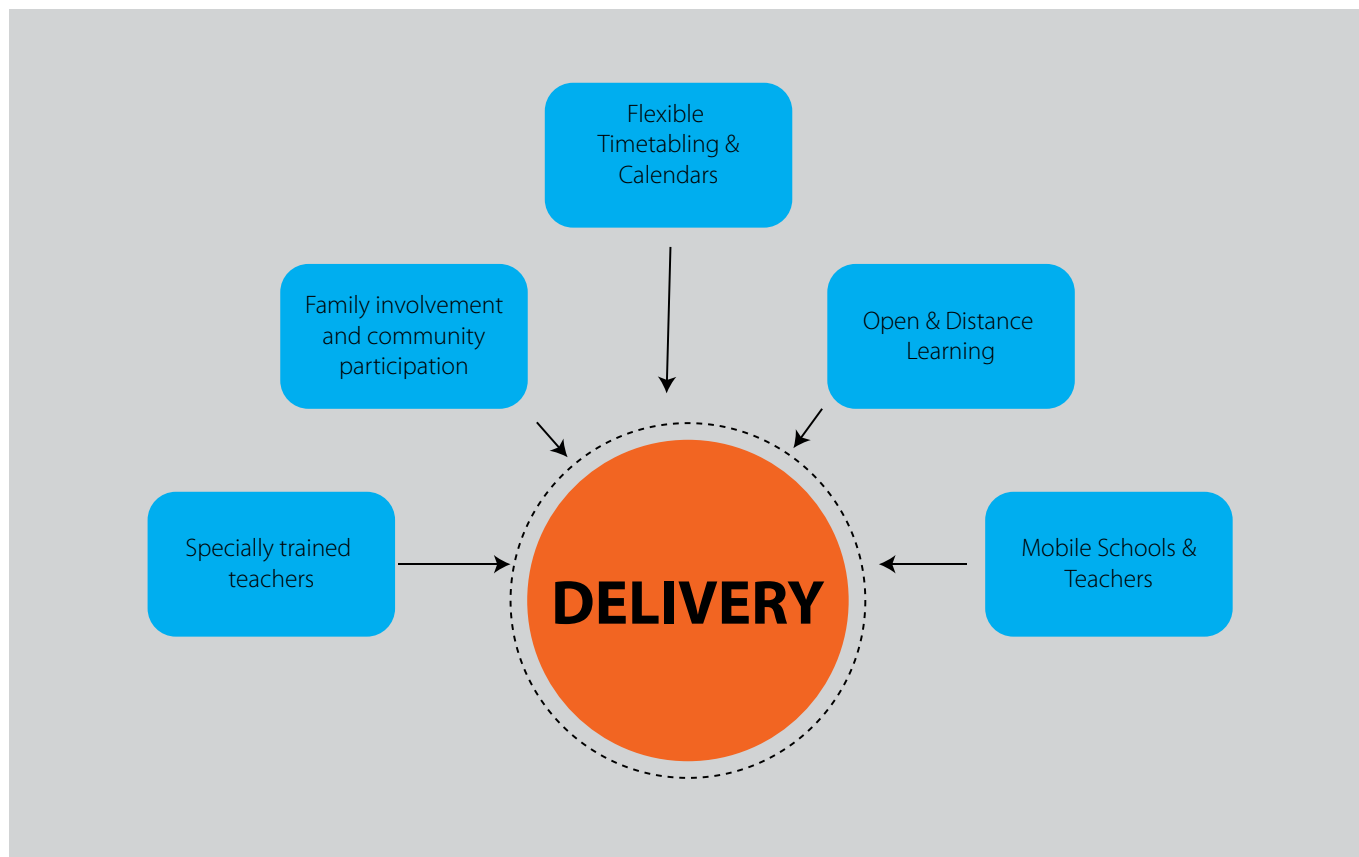 Flexible
Timetabling &
Calendars
Family involvement
and community
participation
Open & Distance
Learning
Specially trained
teachers
Mobile Schools &
Teachers
DELIVERY